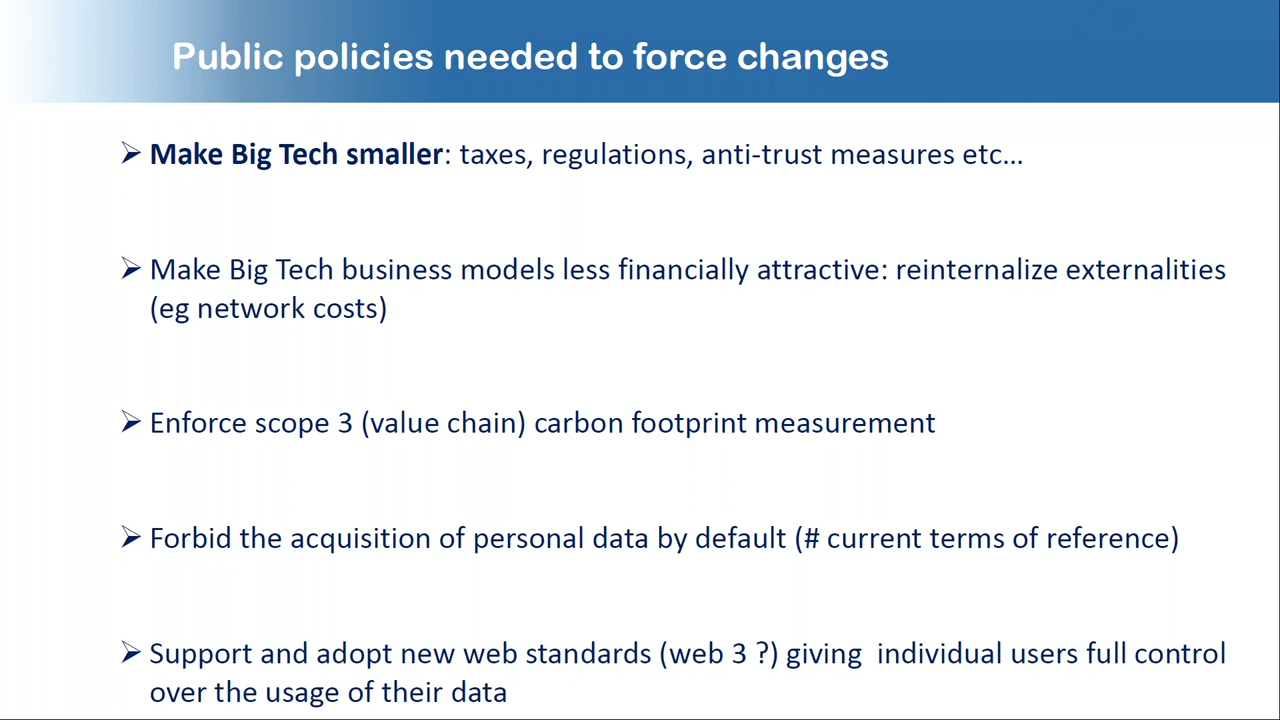 Public policies needed to force changes
➢ Make Big Tech smaller: taxes, regulations, anti-trust measures etc…
➢ Make Big Tech business models less financially attractive: reinternalize externalities
(eg network costs)
➢ Enforce scope 3 (value chain) carbon footprint measurement
➢ Forbid the acquisition of personal data by default (# current terms of reference)
➢ Support and adopt new web standards (web 3 ?) giving  individual users full control
over the usage of their data